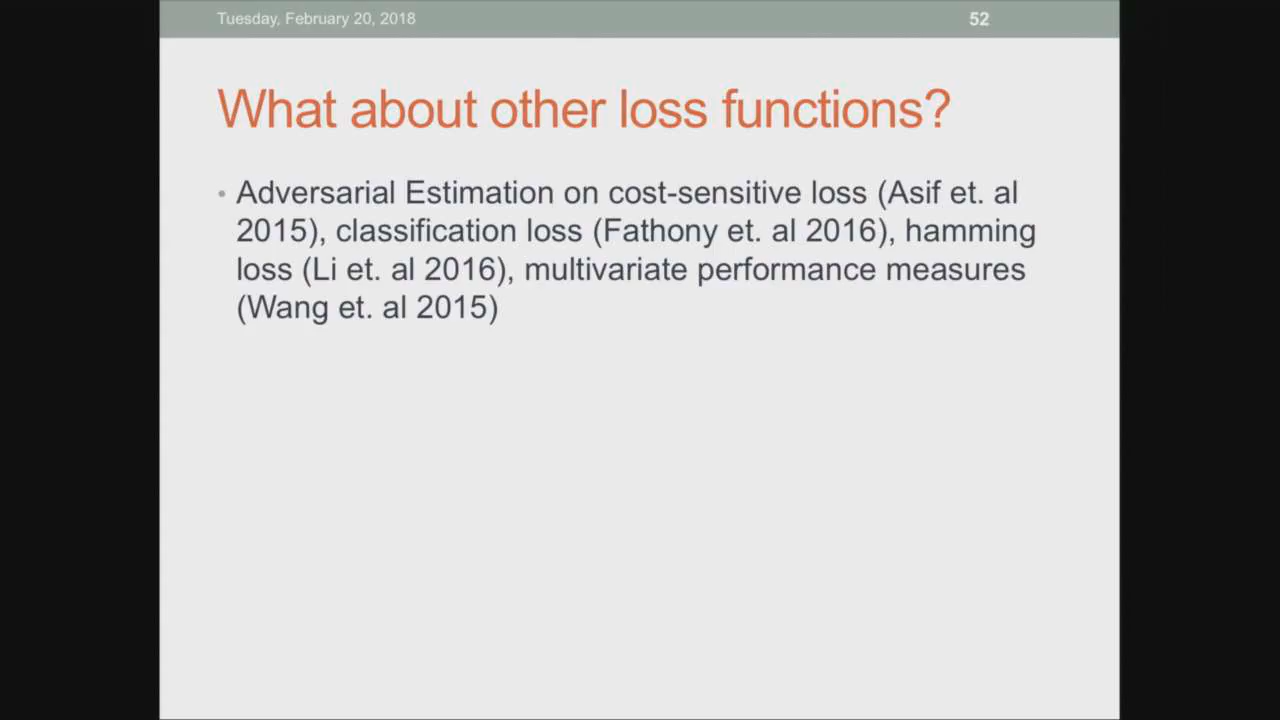 Tuesday, February 20, 2018
52
What about other loss functions?
• Adversarial Estimation on cost-sensitive loss (Asif et. al
2015), classification loss (Fathony et. al 2016), hamming
loss (Li et. al 2016), multivariate performance measures
(Wang et. al 2015)